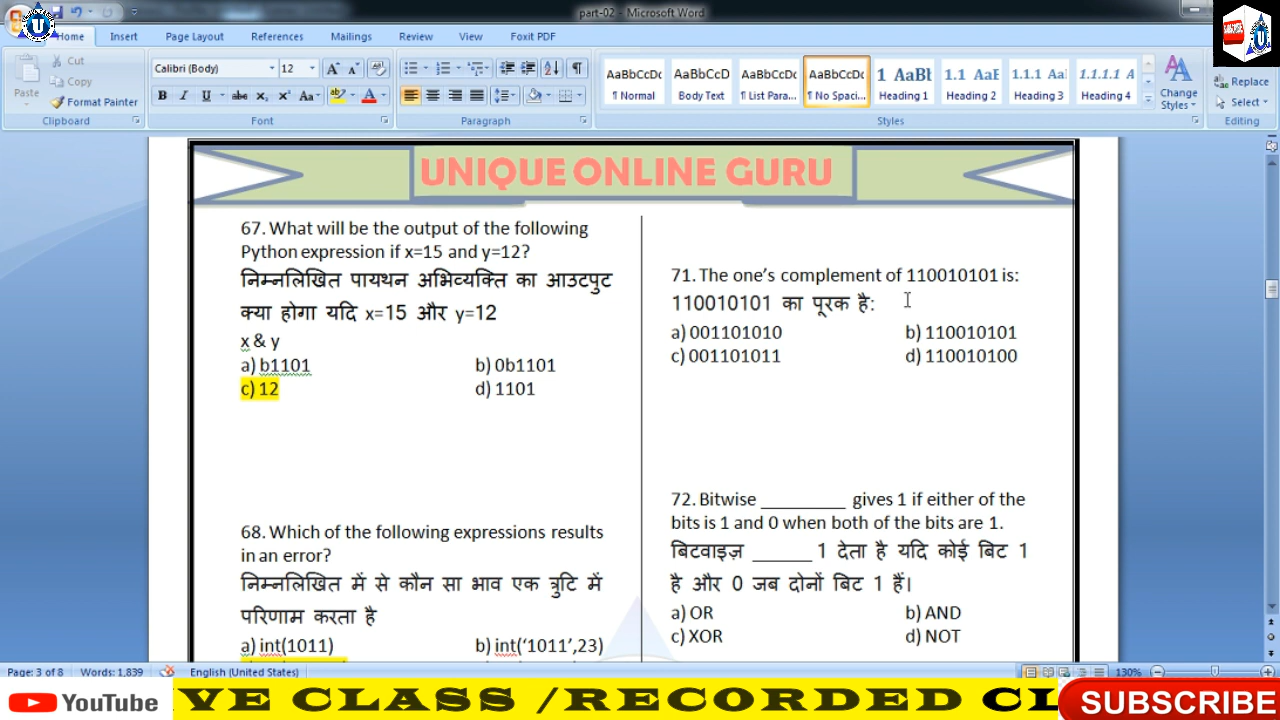 part-02 - Microsoft Word
Home Insert Page Layout References Mailings Review View Foxit PDF
Cut
Copy
Paste
Format Painter
Clipboard
Calibri (Body) 12
Font
Paragraph
AaBbCcDc AaBbCcD AaBbCcDc AaBbCcDc 1 AaBl 1.1 AaE 1.1.1 Aa 1.1.1.1 A
¶ Normal Body Text ¶ List Para... ¶ No Spaci... Heading 1 Heading 2 Heading 3 Heading 4
Change
Styles
Styles
Replace
Select
Editing
UNIQUE ONLINE GURU
67. What will be the output of the following
Python expression if x=15 and y=12?
निम्नलिखित पायथन अभिव्यक्ति का आउटपुट
क्या होगा यदि x=15 और y=12
x & y
a) b1101 b) 0b1101
c) 12 d) 1101
68. Which of the following expressions results
in an error?
निम्नलिखित में से कौन सा भाव एक त्रुटि में
परिणाम करता है
a) int(1011) b) int(‘1011’,23)
71. The one’s complement of 110010101 is:
110010101 का पूरक है:
a) 001101010 b) 110010101
c) 001101011 d) 110010100
72. Bitwise _________ gives 1 if either of the
bits is 1 and 0 when both of the bits are 1.
बिटवाइज़ ______ 1 देता है यदि कोई बिट 1
है और 0 जब दोनों बिट 1 हैं।
a) OR b) AND
c) XOR d) NOT
Page: 3 of 8 Words: 1,839 English (United States) 130%
YouTube VE CLASS /RECORDED CL SUBSCRIBE